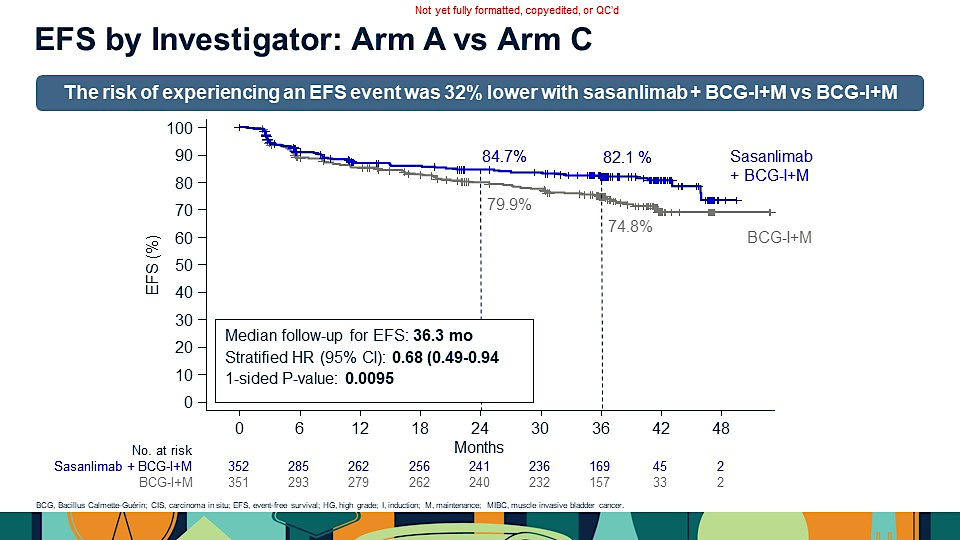 Not yet fully formatted, copyedited, or QC'd
EFS by Investigator: Arm A vs Arm C
The risk of experiencing an EFS event was 32% lower with sasanlimab + BCG-I+M vs BCG-I+M
EFS (%)
100
90
80
70
60
50
40
30
20
10
0
84.7%
82.1 %
79.9%
74.8%
Sasanlimab
+ BCG-I+M
BCG-I+M
Median follow-up for EFS: 36.3 mo
Stratified HR (95% CI): 0.68 (0.49-0.94
1-sided P-value: 0.0095
0 6 12 18 24 30 36 42 48
Months
No. at risk
Sasanlimab + BCG-I+M 352 285 262 256 241 236 169 45 2
BCG-I+M 351 293 279 262 240 232 157 33 2
BCG, Bacillus Calmette-Guérin; CIS, carcinoma in situ; EFS, event-free survival; HG, high grade; I, induction; M, maintenance; MIBC, muscle invasive bladder cancer.